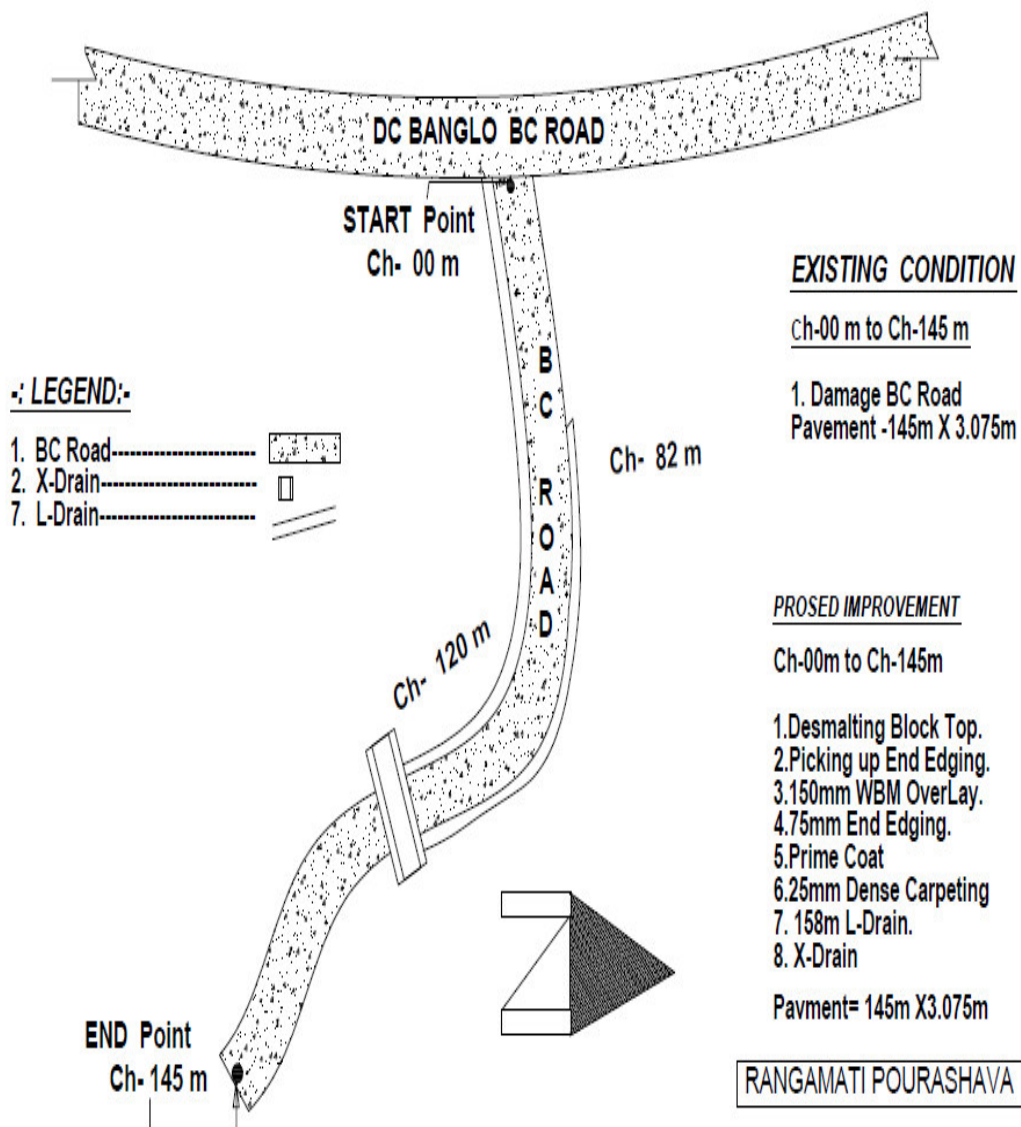 DC BANGLO BC ROAD
START Point
Ch- 00 m
EXISTING CONDITION
Ch-00 m to Ch-145 m
1. Damage BC Road
Pavement -145m X 3.075m
-: LEGEND:-
1. BC Road------------------------
2. X-Drain--------------------------
7. L-Drain--------------------------
BC ROAD
Ch- 82 m
Ch- 120 m
PROSED IMPROVEMENT
Ch-00m to Ch-145m
1.Desmalting Block Top.
2.Picking up End Edging.
3.150mm WBM OverLay.
4.75mm End Edging.
5.Prime Coat
6.25mm Dense Carpeting
7. 158m L-Drain.
8. X-Drain
Pavment= 145m X3.075m
END Point
Ch- 145 m
RANGAMATI POURASHAVA